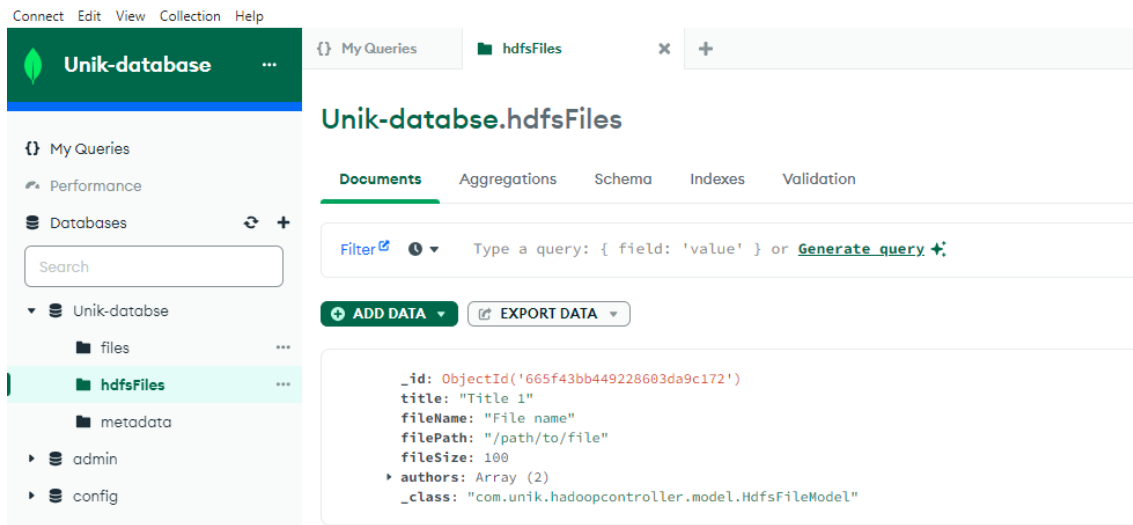 Connect Edit View Collection Help
Unik-database ...
{} My Queries
Performance
Databases
Search
Unik-databse
files ...
hdfsFiles ...
metadata
admin
config
{} My Queries hdfsFiles
Unik-databse.hdfsFiles
Documents Aggregations Schema Indexes Validation
Filter Type a query: { field: 'value' } or Generate query
ADD DATA EXPORT DATA
_id: ObjectId('665f43bb449228603da9c172')
title: "Title 1"
fileName: "File name"
filePath: "/path/to/file"
fileSize: 100
authors: Array (2)
_class: "com.unik.hadoopcontroller.model.HdfsFileModel"